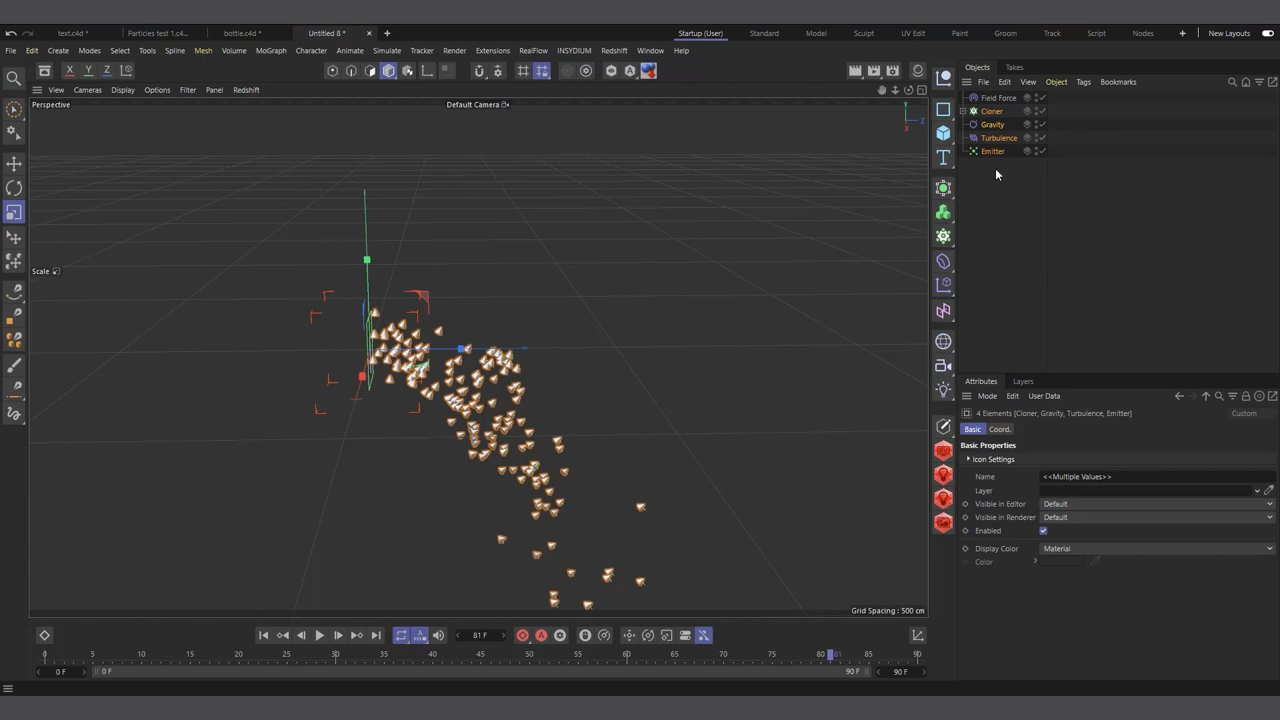 text.c4d *
Particles test 1.c4...
bottle.c4d *
Untitled 8 *
Startup (User)
Standard
Model
Sculpt
UV Edit
Paint
Groom
Track
Script
Nodes
New Layouts
File Edit Create Modes Select Tools Spline Mesh Volume MoGraph Character Animate Simulate Tracker Render Extensions RealFlow INSYDIUM Redshift Window Help
X Y Z
Objects Takes
File Edit View Object Tags Bookmarks
View Cameras Display Options Filter Panel Redshift
Perspective
Default Camera
Y
Z
X
Field Force
Cloner
Gravity
Turbulence
Emitter
Scale
Attributes Layers
Mode Edit User Data
4 Elements [Cloner, Gravity, Turbulence, Emitter]
Custom
Basic Coord.
Basic Properties
Icon Settings
Name <<Multiple Values>>
Layer
Visible in Editor Default
Visible in Renderer Default
Enabled
Display Color Material
Color
Grid Spacing : 500 cm
81 F
0 5 10 15 20 25 30 35 40 45 50 55 60 65 70 75 80 81 85 90
0 F
0 F
90 F
90 F